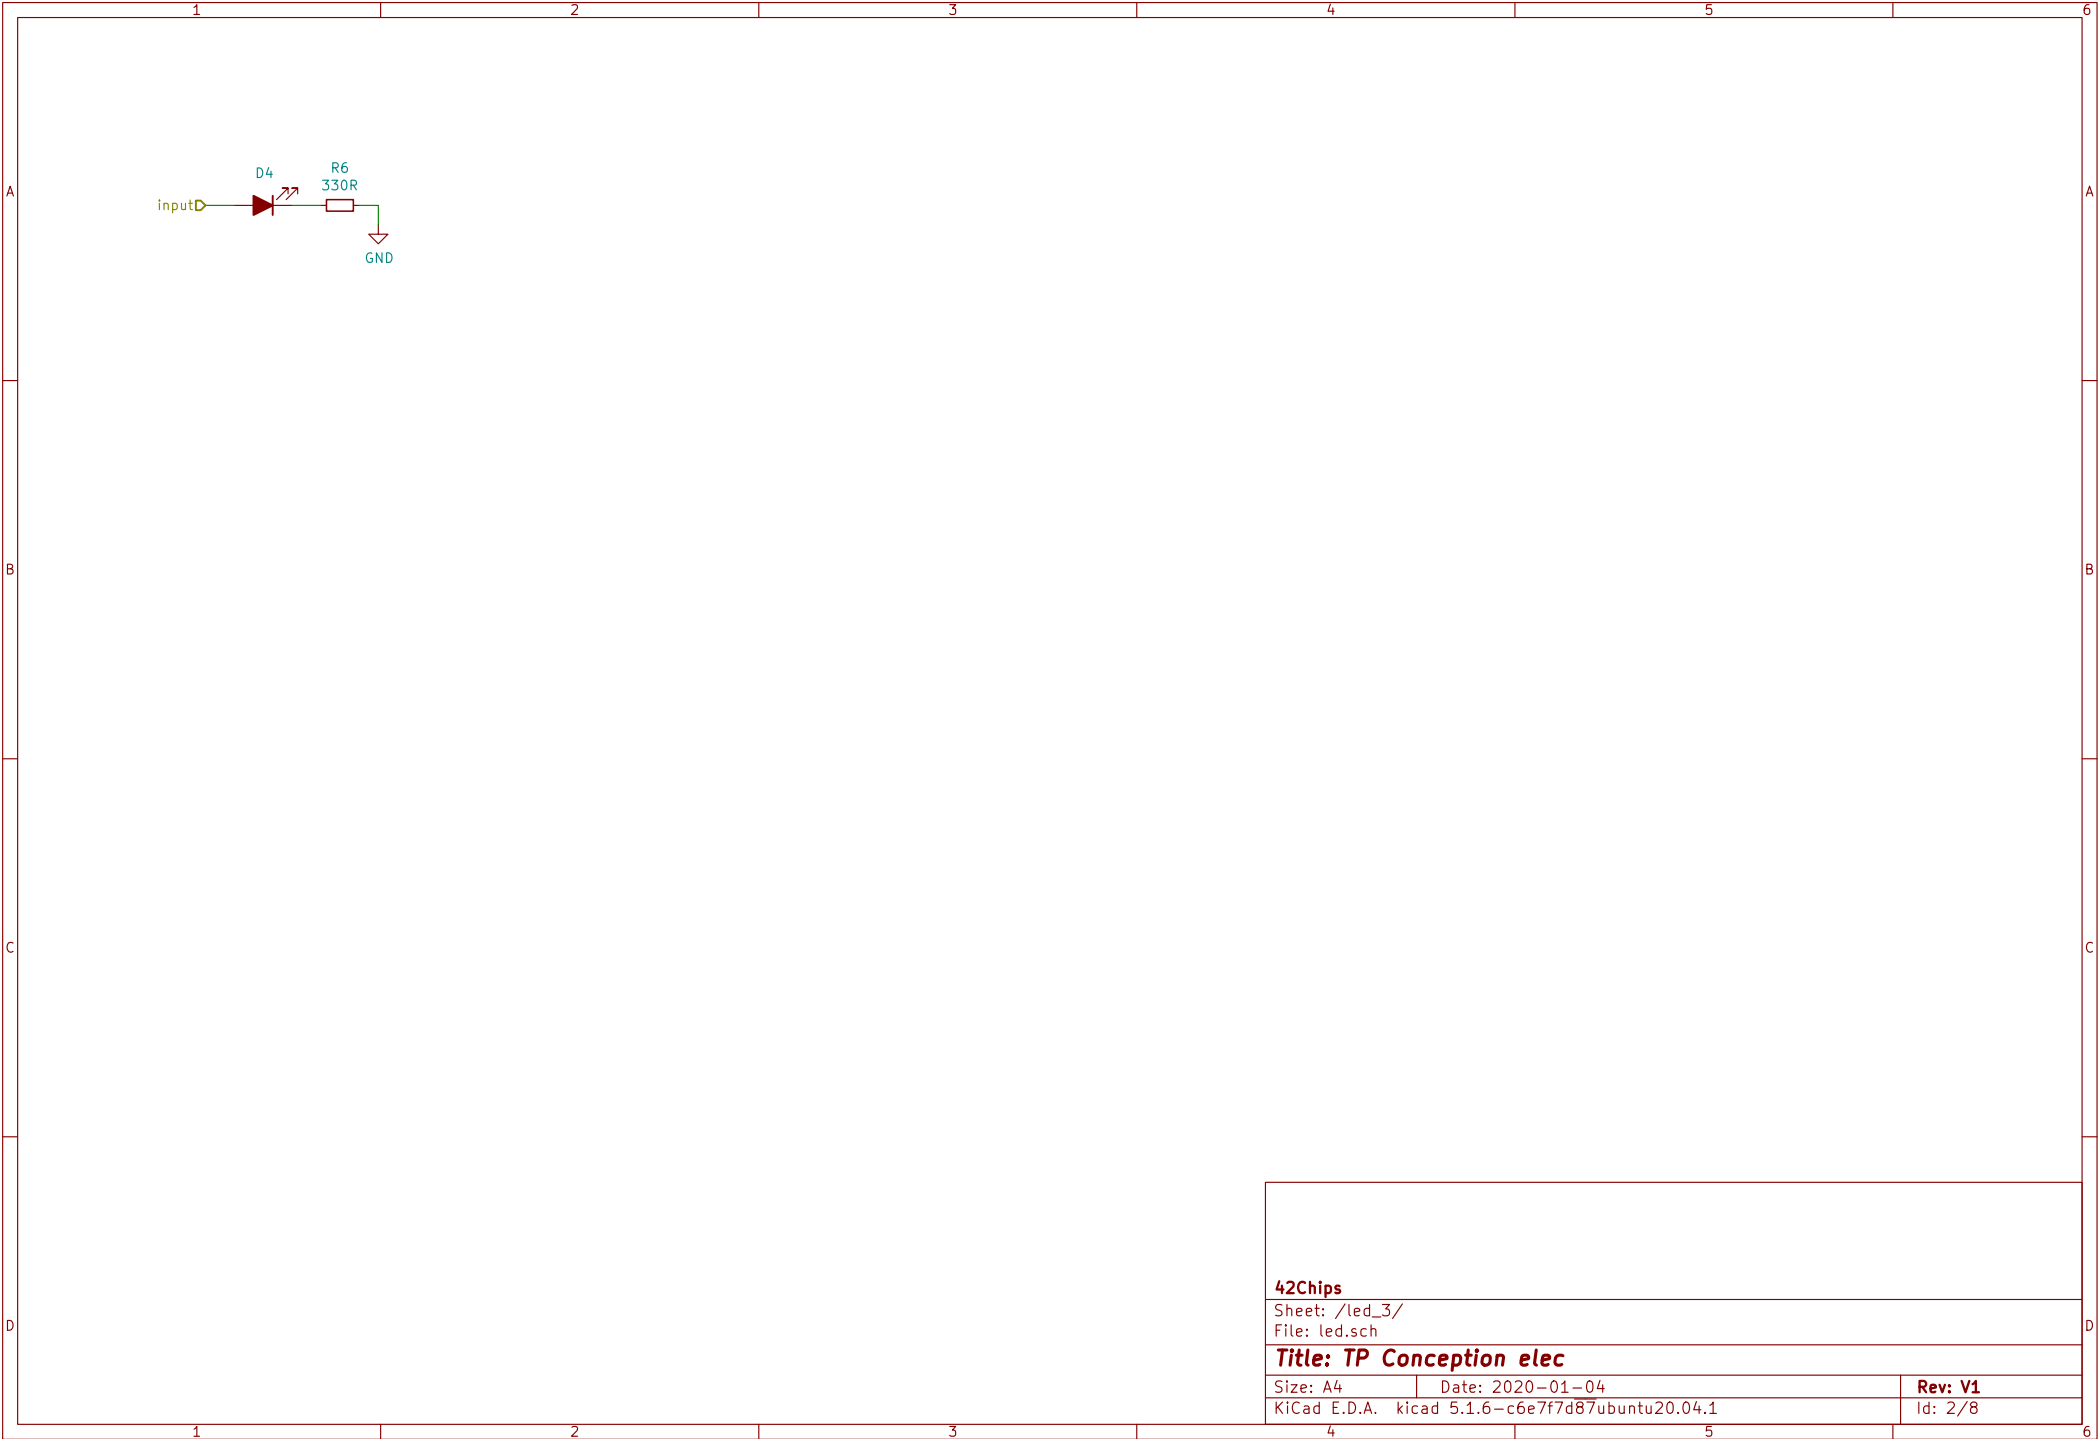 1 2 3 4 5 6
A A
D4
R6
330R
input
GND
B B
C C
42Chips
Sheet: /led_3/
File: led.sch
D D
Title: TP Conception elec
Size: A4 Date: 2020-01-04 Rev: V1
KiCad E.D.A. kicad 5.1.6-c6e7f7d87ubuntu20.04.1 Id: 2/8
1 2 3 4 5 6